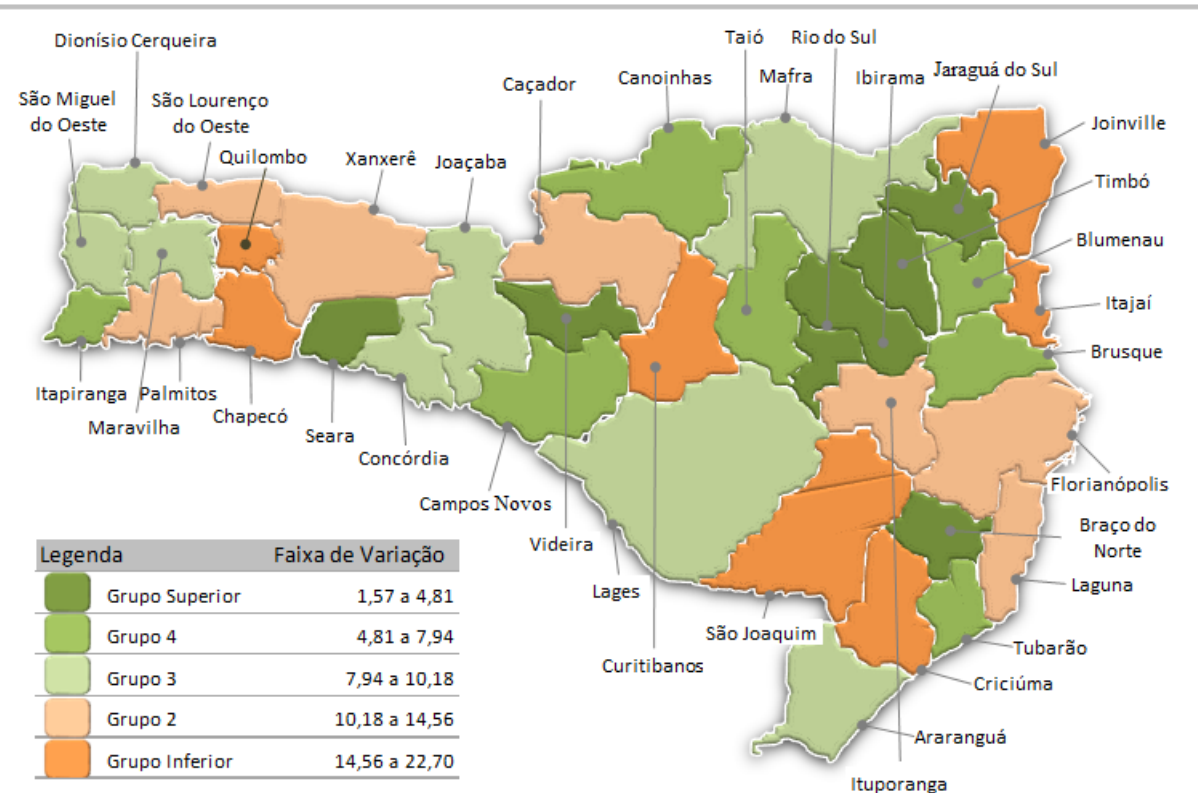 Dionísio Cerqueira
São Miguel
do Oeste
São Lourenço
do Oeste
Quilombo
Xanxerê
Joaçaba
Caçador
Canoinhas
Taió
Rio do Sul
Mafra
Ibirama
Jaraguá do Sul
Joinville
Timbó
Blumenau
Itajaí
Brusque
Itapiranga
Palmitos
Maravilha
Chapecó
Seara
Concórdia
Campos Novos
Videira
Lages
Curitibanos
São Joaquim
Florianópolis
Braço do
Norte
Laguna
Tubarão
Criciúma
Araranguá
Ituporanga
Legenda Faixa de Variação
Grupo Superior 1,57 a 4,81
Grupo 4 4,81 a 7,94
Grupo 3 7,94 a 10,18
Grupo 2 10,18 a 14,56
Grupo Inferior 14,56 a 22,70